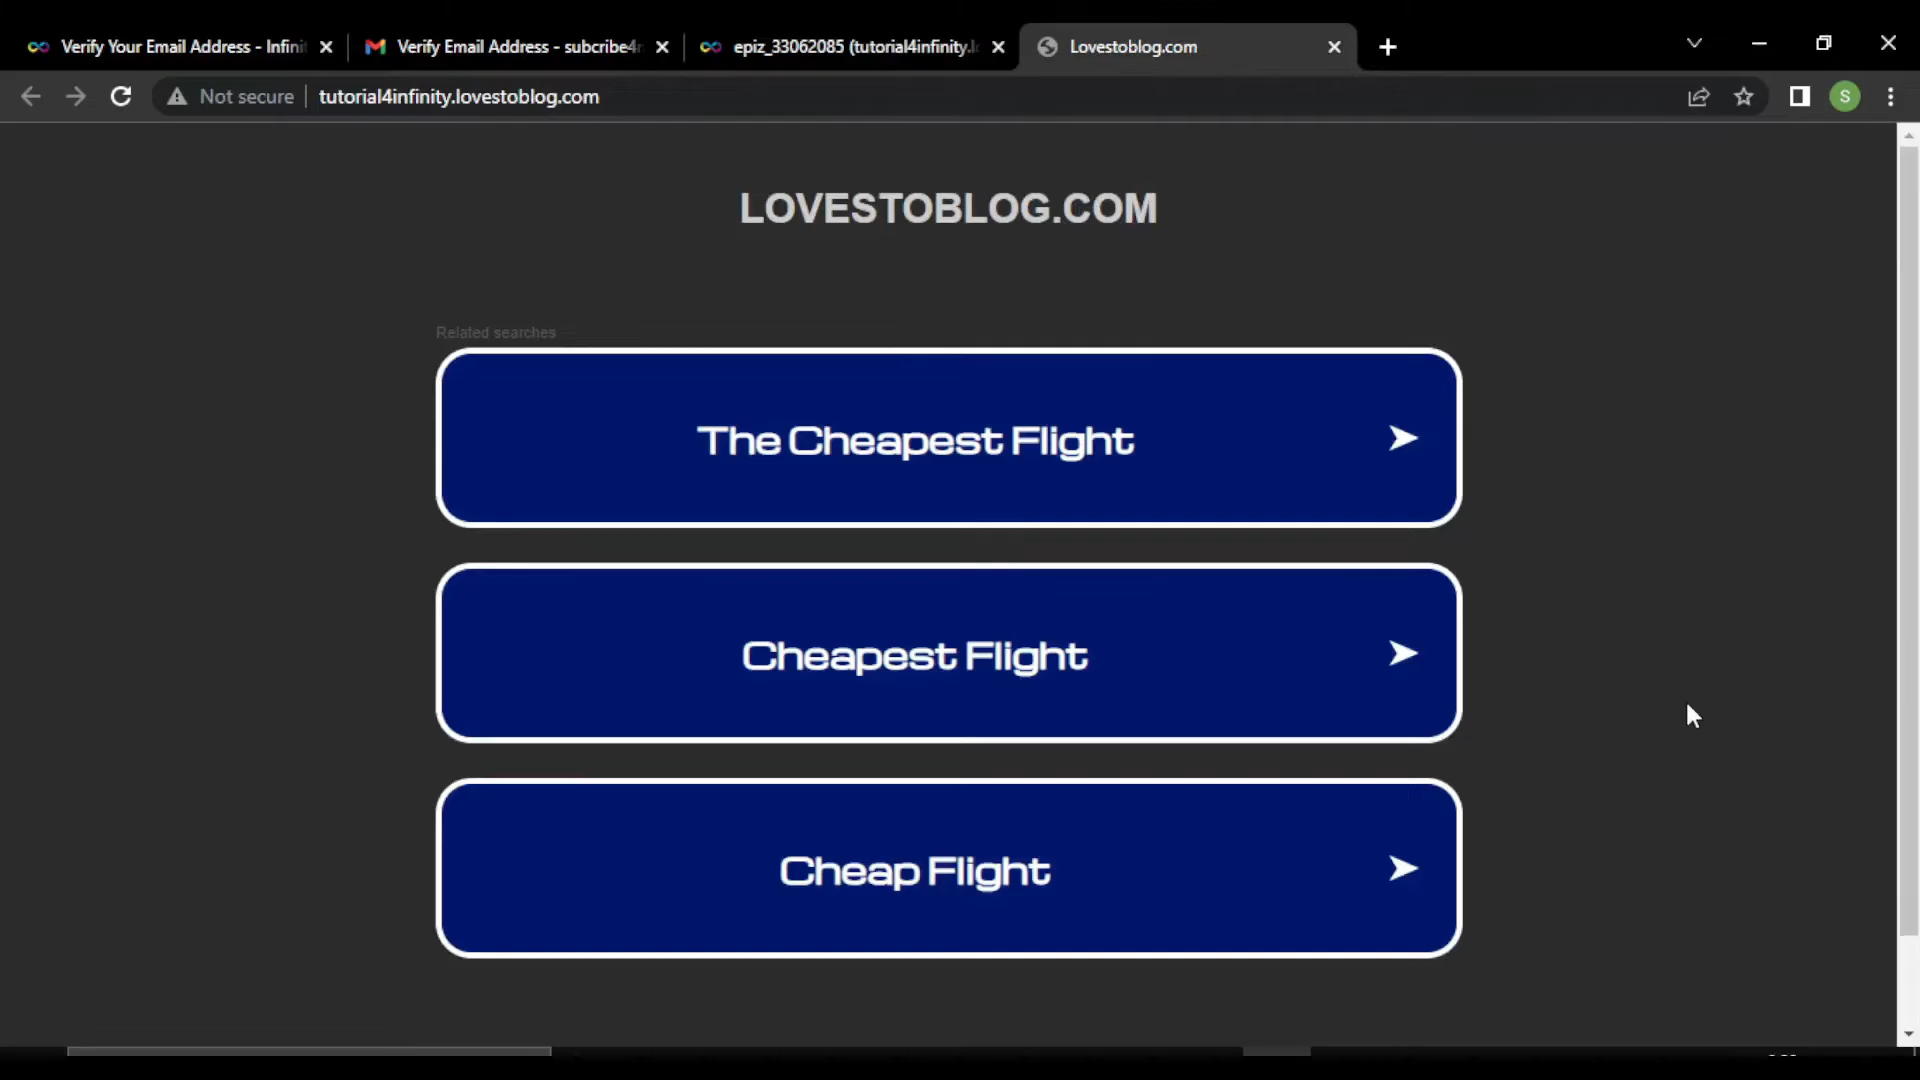 Verify Your Email Address - Infini
Verify Email Address - subcribe4
epiz_33062085 (tutorial4infinity.l
Lovestoblog.com
Not secure
tutorial4infinity.lovestoblog.com
S
LOVESTOBLOG.COM
Related searches
The Cheapest Flight
Cheapest Flight
Cheap Flight